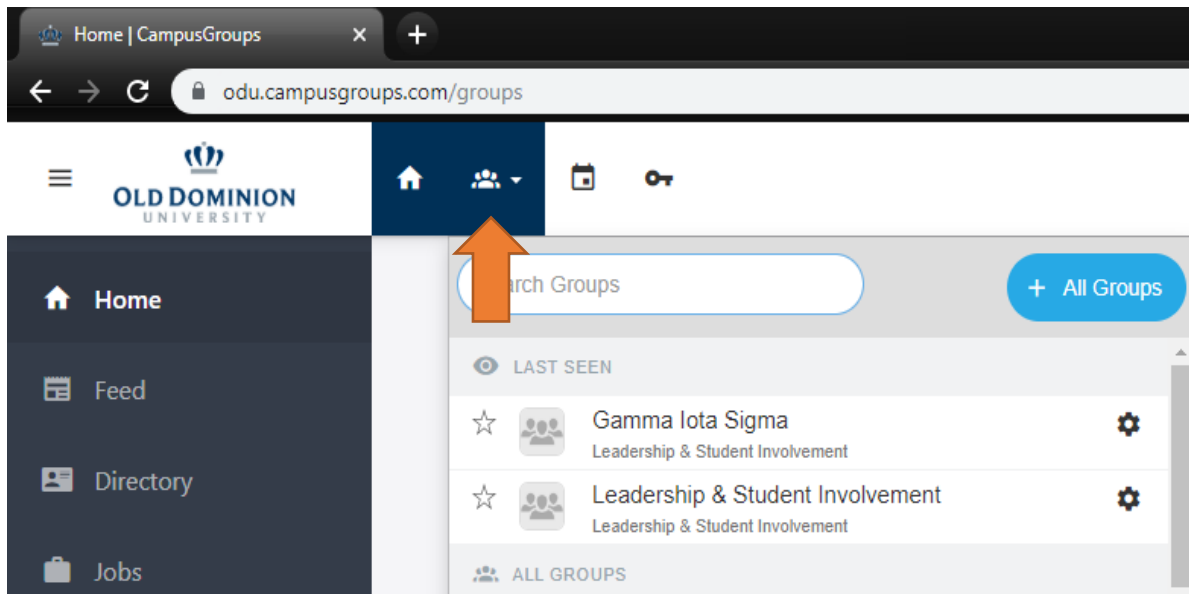 Home | CampusGroups
odu.campusgroups.com/groups
OLD DOMINION
UNIVERSITY
Home
Feed
Directory
Jobs
arch Groups
+ All Groups
LAST SEEN
Gamma Iota Sigma
Leadership & Student Involvement
Leadership & Student Involvement
Leadership & Student Involvement
ALL GROUPS